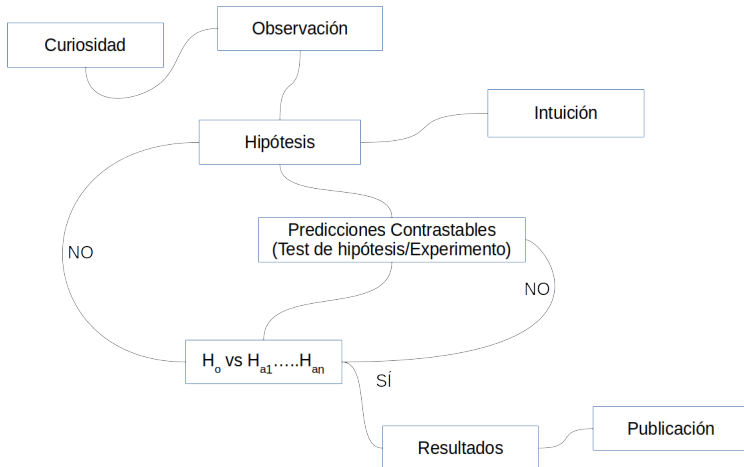 Curiosidad
Observación
Hipótesis
Intuición
Predicciones Contrastables
(Test de hipótesis/Experimento)
NO
NO
Ho vs Ha1.....Han
SÍ
Resultados
Publicación